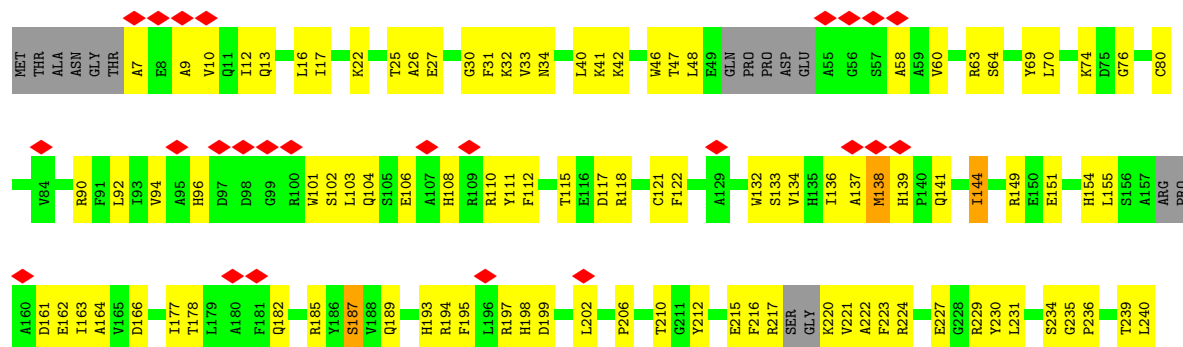 MET THR ALA ASN GLY THR A7 E8 A9 V10 Q11 I12 Q13 L16 I17 K22 T25 A26 E27 G30 F31 K32 V33 N34 L40 K41 K42 W46 T47 L48 E49 GLN PRO PRO ASP GLU A55 G56 S57 A58 A59 V60 R63 S64 Y69 L70 K74 D75 G76 C80
V84 R90 F91 L92 I93 V94 A95 H96 D97 D98 G99 R100 W101 S102 L103 Q104 S105 E106 A107 H108 R109 R110 Y111 F112 T115 E116 D117 R118 C121 F122 A129 W132 S133 V134 H135 I136 A137 M138 H139 P140 Q141 I144 R149 E150 E151 H154 L155 S156 A157 ARG PRO
A160 D161 E162 I163 A164 V165 D166 I177 T178 L179 A180 F181 Q182 R185 Y186 S187 V188 Q189 H193 R194 F195 L196 R197 H198 D199 L202 P206 T210 G211 Y212 E215 F216 R217 SER GLY K220 V221 A222 F223 R224 E227 G228 R229 Y230 L231 S234 G235 P236 T239 L240